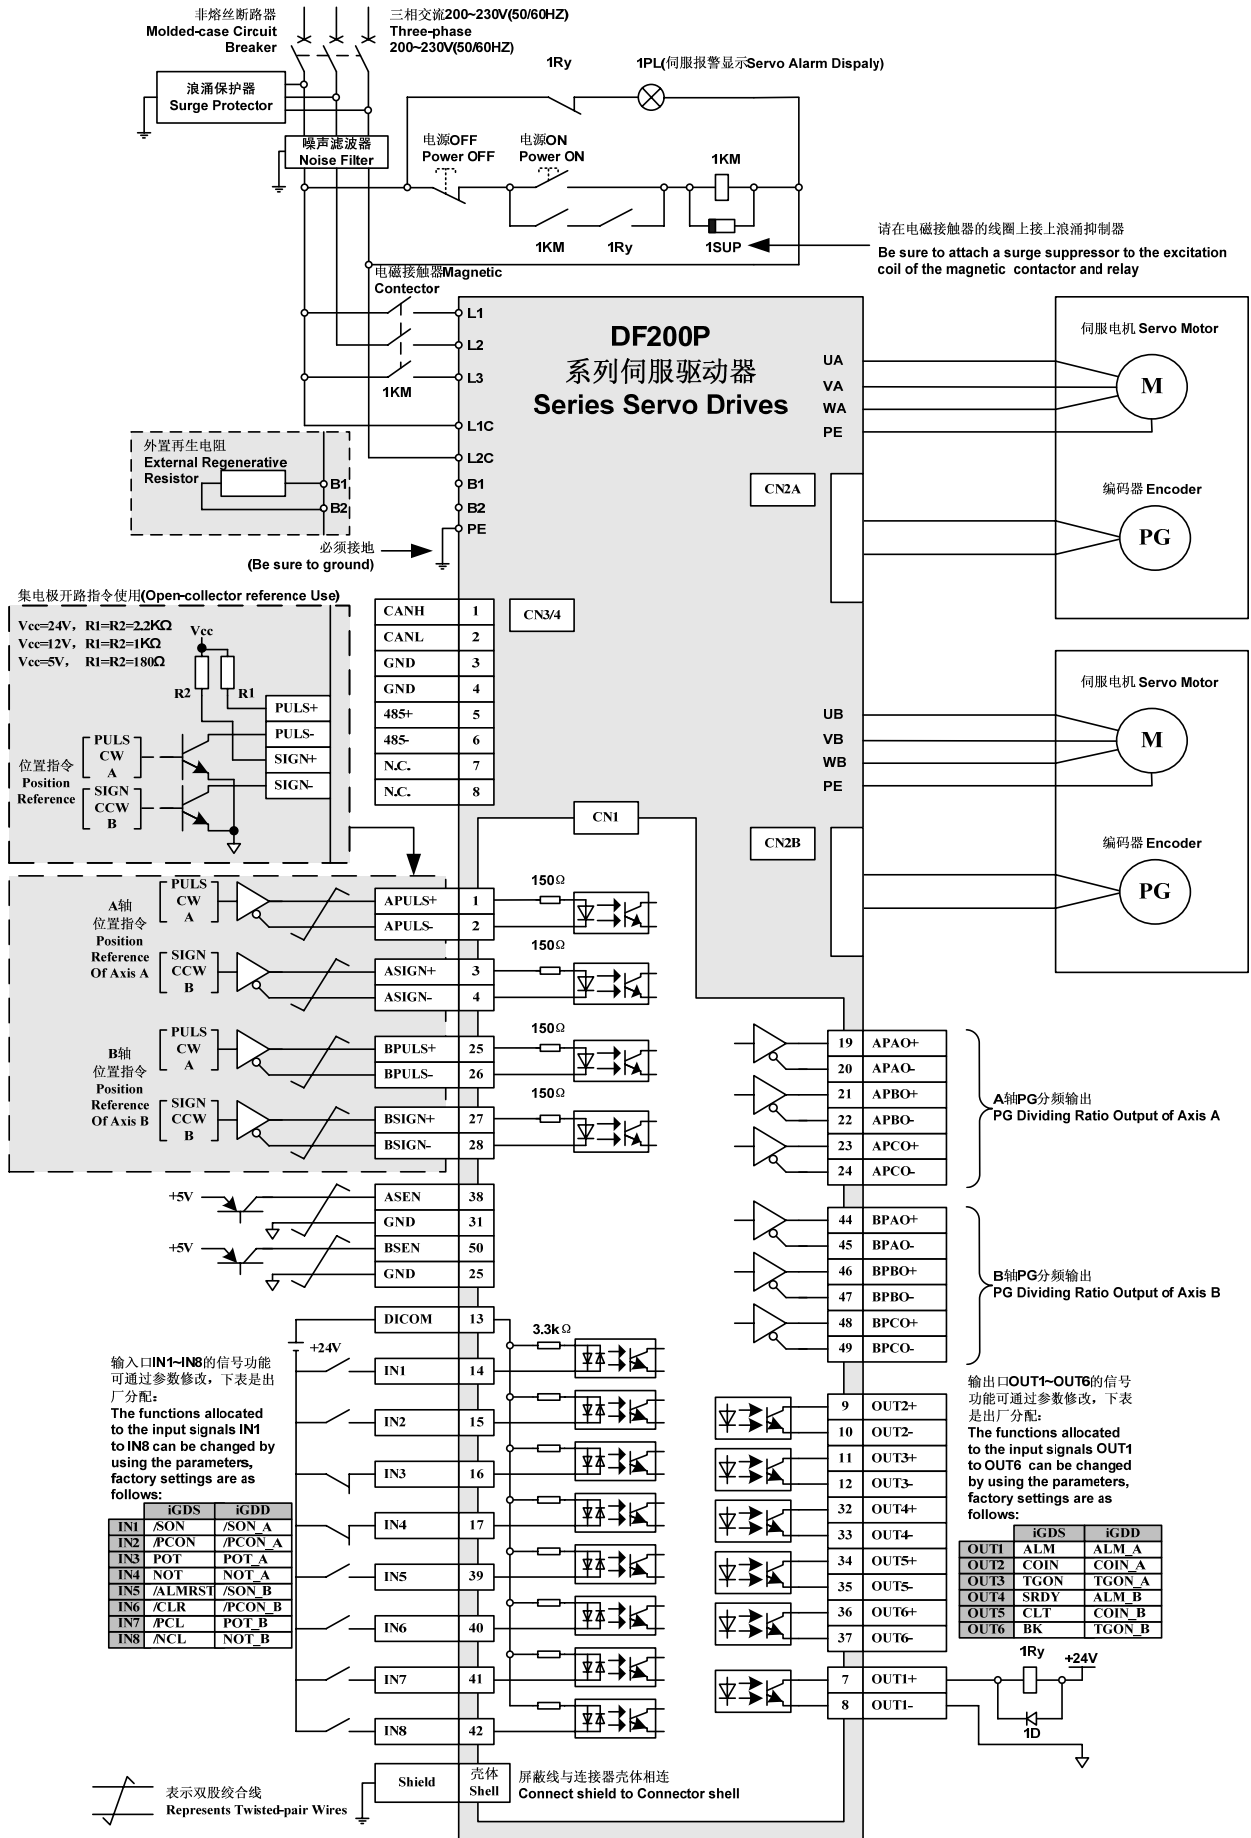 非熔丝断路器
Molded-case Circuit
Breaker
三相交流200~230V(50/60HZ)
Three-phase
200~230V(50/60HZ)
浪涌保护器
Surge Protector
1Ry
1PL(伺服报警显示Servo Alarm Dispaly)
噪声滤波器
Noise Filter
电源OFF
Power OFF
电源ON
Power ON
1KM
1KM
1Ry
1SUP
请在电磁接触器的线圈上接上浪涌抑制器
Be sure to attach a surge suppressor to the excitation
coil of the magnetic contactor and relay
电磁接触器Magnetic
Contector
1KM
L1
L2
L3
L1C
L2C
B1
B2
PE
DF200P
系列伺服驱动器
Series Servo Drives
UA
VA
WA
PE
伺服电机 Servo Motor
M
CN2A
编码器 Encoder
PG
外置再生电阻
External Regenerative
Resistor
B1
B2
必须接地
(Be sure to ground)
集电极开路指令使用(Open-collector reference Use)
Vcc=24V，R1=R2=2.2KΩ
Vcc=12V，R1=R2=1KΩ
Vcc=5V， R1=R2=180Ω
Vcc
R2
R1
PULS+
PULS-
SIGN+
SIGN-
位置指令
Position
Reference
PULS
CW
A
SIGN
CCW
B
CN3/4
CANH 1
CANL 2
GND 3
GND 4
485+ 5
485- 6
N.C. 7
N.C. 8
UB
VB
WB
PE
伺服电机 Servo Motor
M
CN2B
编码器 Encoder
PG
CN1
A轴
位置指令
Position
Reference
Of Axis A
PULS
CW
A
SIGN
CCW
B
APULS+ 1
APULS- 2
150Ω
ASIGN+ 3
ASIGN- 4
150Ω
B轴
位置指令
Position
Reference
Of Axis B
PULS
CW
A
SIGN
CCW
B
BPULS+ 25
BPULS- 26
150Ω
BSIGN+ 27
BSIGN- 28
150Ω
+5V
ASEN 38
GND 31
+5V
BSEN 50
GND 25
19 APAO+
20 APAO-
21 APBO+
22 APBO-
23 APCO+
24 APCO-
A轴PG分频输出
PG Dividing Ratio Output of Axis A
44 BPAO+
45 BPAO-
46 BPBO+
47 BPBO-
48 BPCO+
49 BPCO-
B轴PG分频输出
PG Dividing Ratio Output of Axis B
DICOM 13
+24V
3.3kΩ
IN1 14
IN2 15
IN3 16
IN4 17
IN5 39
IN6 40
IN7 41
IN8 42
输入口IN1~IN8的信号功能
可通过参数修改，下表是出
厂分配：
The functions allocated
to the input signals IN1
to IN8 can be changed by
using the parameters,
factory settings are as
follows:
iGDS iGDD
IN1 /SON /SON_A
IN2 /PCON /PCON_A
IN3 POT POT_A
IN4 NOT NOT_A
IN5 /ALMRST /SON_B
IN6 /CLR /PCON_B
IN7 /PCL POT_B
IN8 /NCL NOT_B
9 OUT2+
10 OUT2-
11 OUT3+
12 OUT3-
32 OUT4+
33 OUT4-
34 OUT5+
35 OUT5-
36 OUT6+
37 OUT6-
7 OUT1+
8 OUT1-
输出口OUT1~OUT6的信号
功能可通过参数修改，下表
是出厂分配：
The functions allocated
to the input signals OUT1
to OUT6 can be changed
by using the parameters,
factory settings are as
follows:
iGDS iGDD
OUT1 ALM ALM_A
OUT2 COIN COIN_A
OUT3 TGON TGON_A
OUT4 SRDY ALM_B
OUT5 CLT COIN_B
OUT6 BK TGON_B
1Ry
+24V
1D
Shield
壳体
Shell
屏蔽线与连接器壳体相连
Connect shield to Connector shell
表示双股绞合线
Represents Twisted-pair Wires